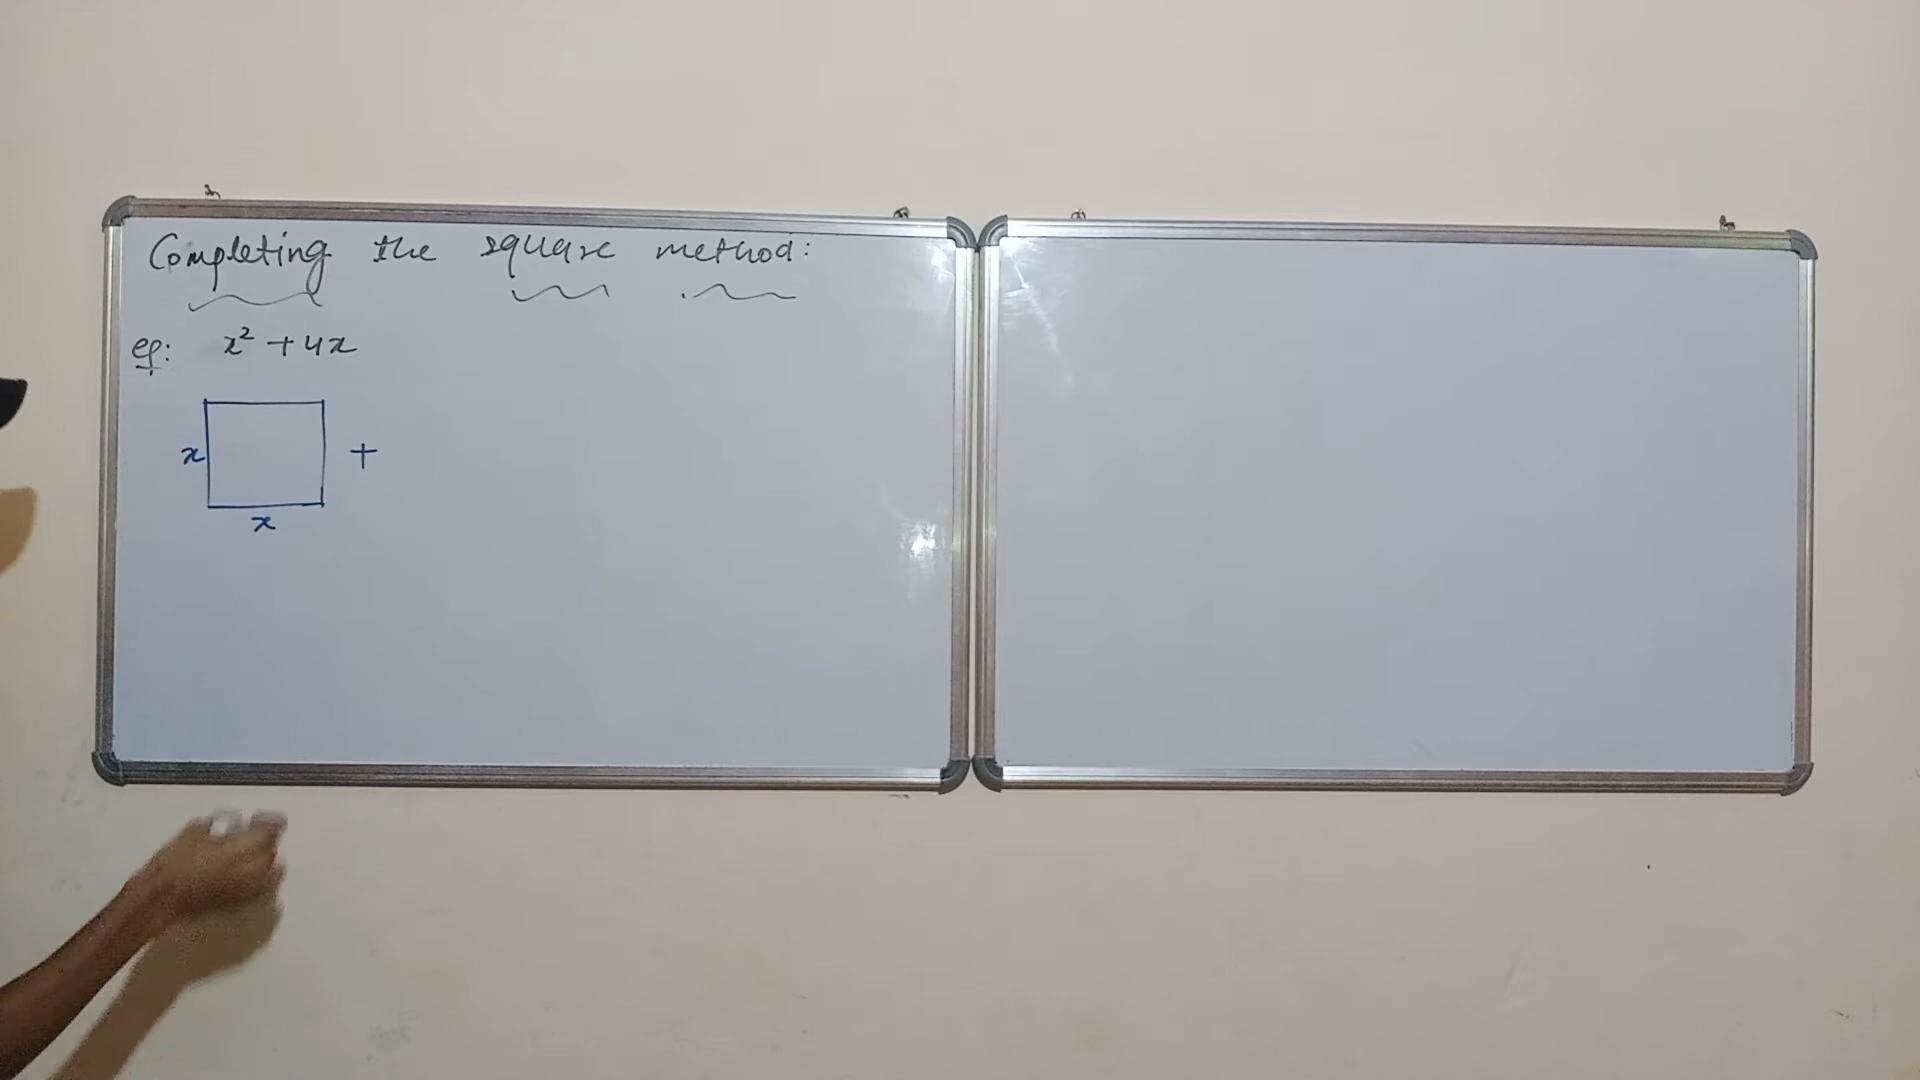 Completing the square method:
eg: x² + 4x
x +
x